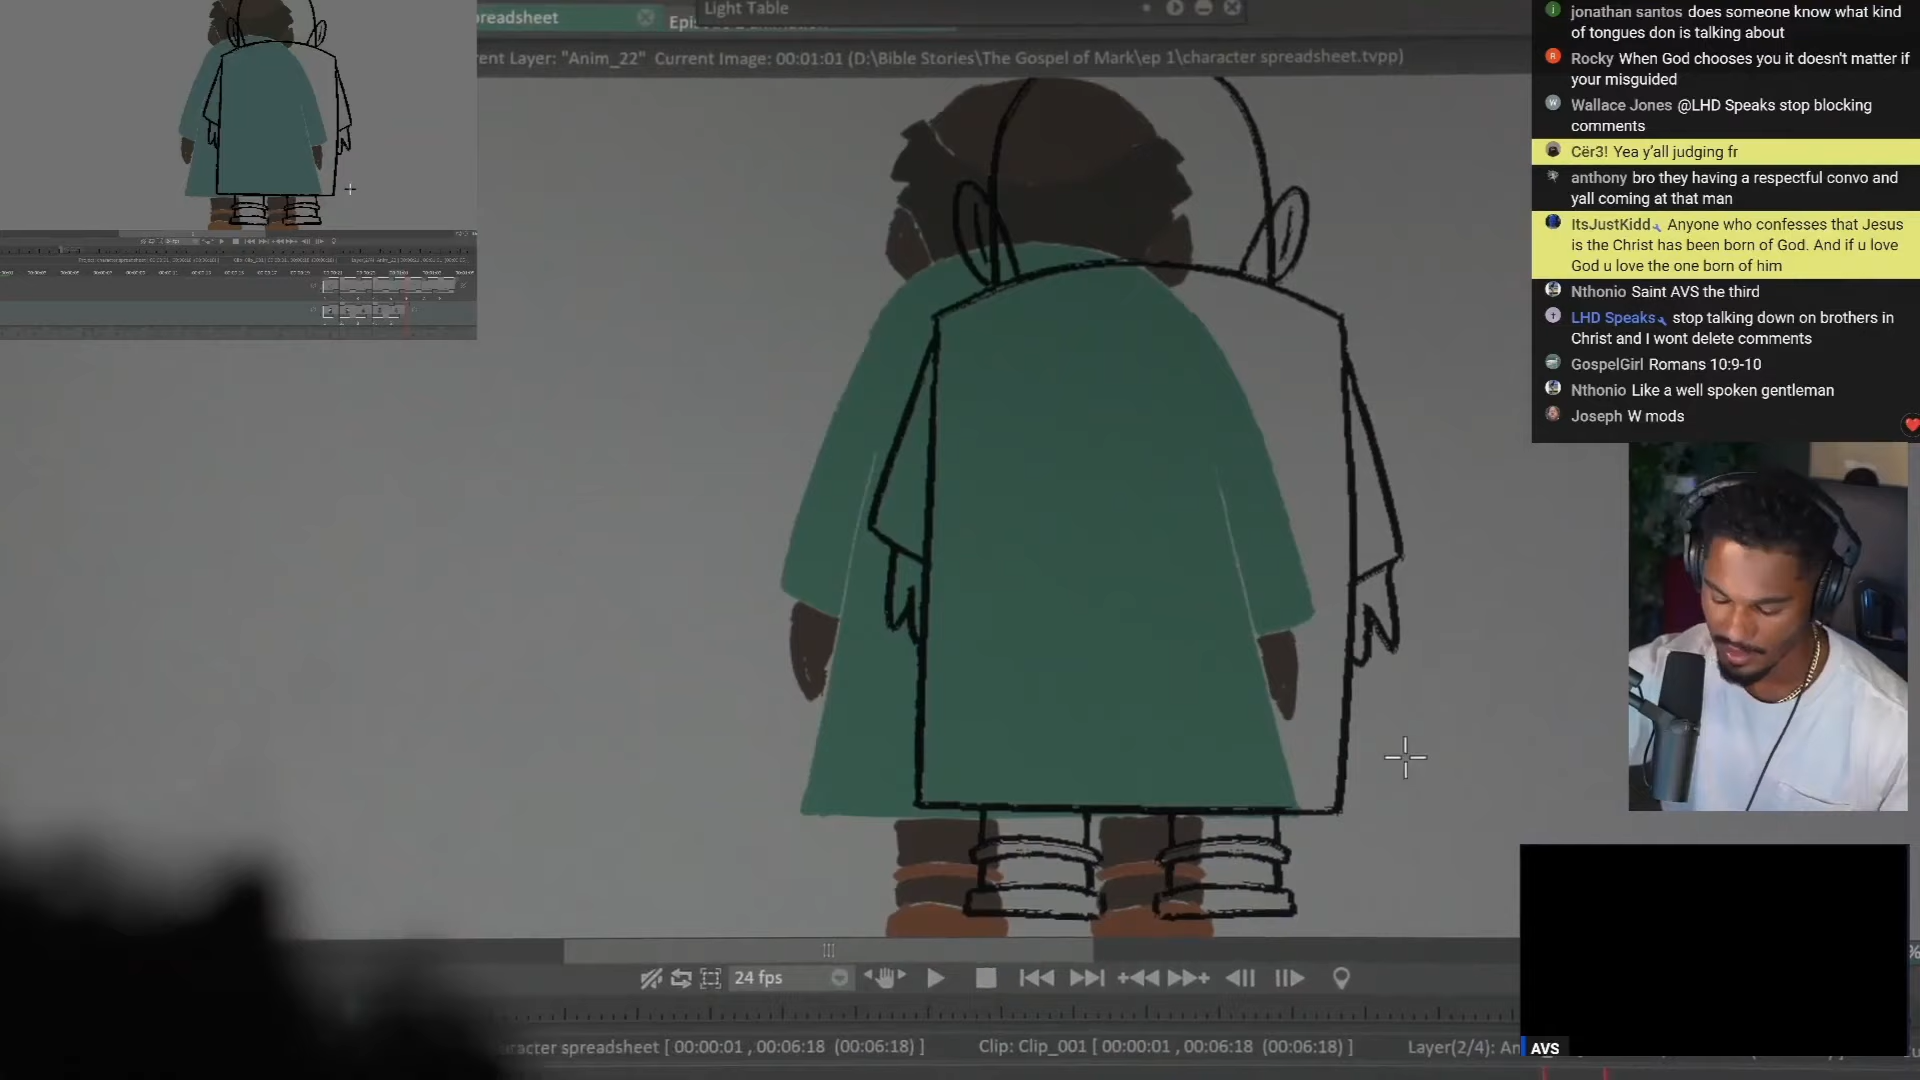 readsheet
Light Table
rent Layer: "Anim_22" Current Image: 00:01:01 (D:\Bible Stories\The Gospel of Mark\ep 1\character spreadsheet.tvpp)
jonathan santos does someone know what kind
of tongues don is talking about
Rocky When God chooses you it doesn't matter if
your misguided
Wallace Jones @LHD Speaks stop blocking
comments
Cër3! Yea y'all judging fr
anthony bro they having a respectful convo and
yall coming at that man
ItsJustKidd Anyone who confesses that Jesus
is the Christ has been born of God. And if u love
God u love the one born of him
Nthonio Saint AVS the third
LHD Speaks stop talking down on brothers in
Christ and I wont delete comments
GospelGirl Romans 10:9-10
Nthonio Like a well spoken gentleman
Joseph W mods
24 fps
aracter spreadsheet [ 00:00:01 , 00:06:18 (00:06:18) ]
Clip: Clip_001 [ 00:00:01 , 00:06:18 (00:06:18) ]
Layer(2/4): An
AVS